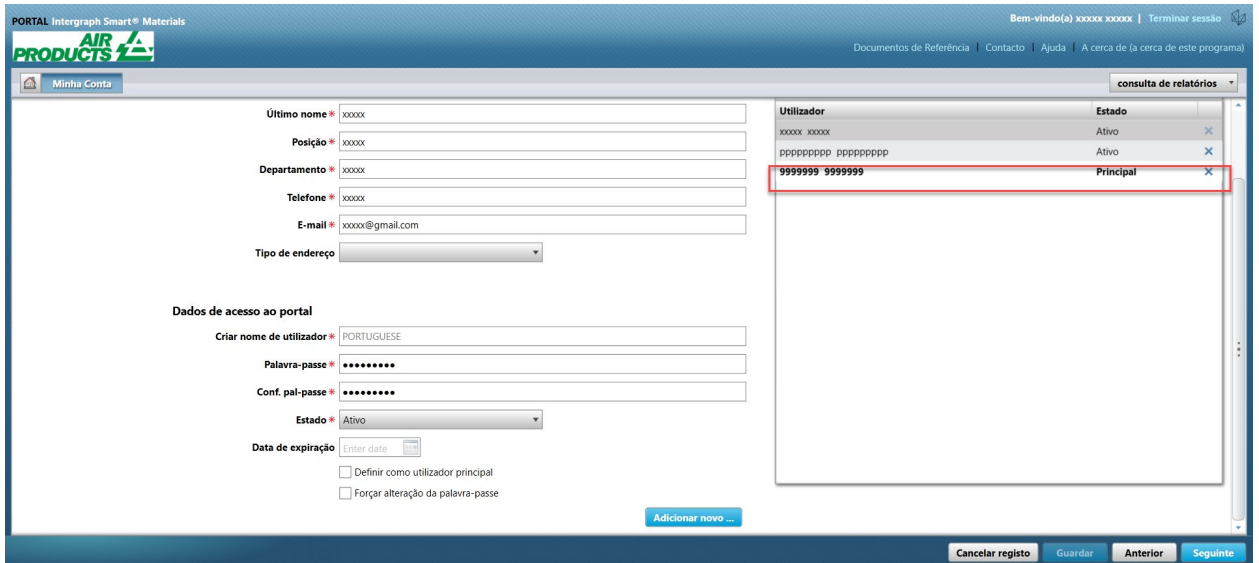 PORTAL Intergraph Smart® Materials
Bem-vindo(a) xxxxx xxxxx | Terminar sessão
AIR PRODUCTS
Documentos de Referência | Contacto | Ajuda | A cerca de (a cerca de este programa)
Minha Conta
consulta de relatórios
Último nome* xxxxx
Posição* xxxxx
Departamento* xxxxx
Telefone* xxxxx
E-mail* xxxxx@gmail.com
Tipo de endereço
Dados de acesso ao portal
Criar nome de utilizador* PORTUGUESE
Palavra-passe* •••••••••
Conf. pal-passe* •••••••••
Estado* Ativo
Data de expiração Enter date
Definir como utilizador principal
Forçar alteração da palavra-passe
Adicionar novo ...
Utilizador Estado
xxxxx xxxxx Ativo ×
ppppppppp ppppppppp Ativo ×
9999999 9999999 Principal ×
Cancelar registo Guardar Anterior Seguinte